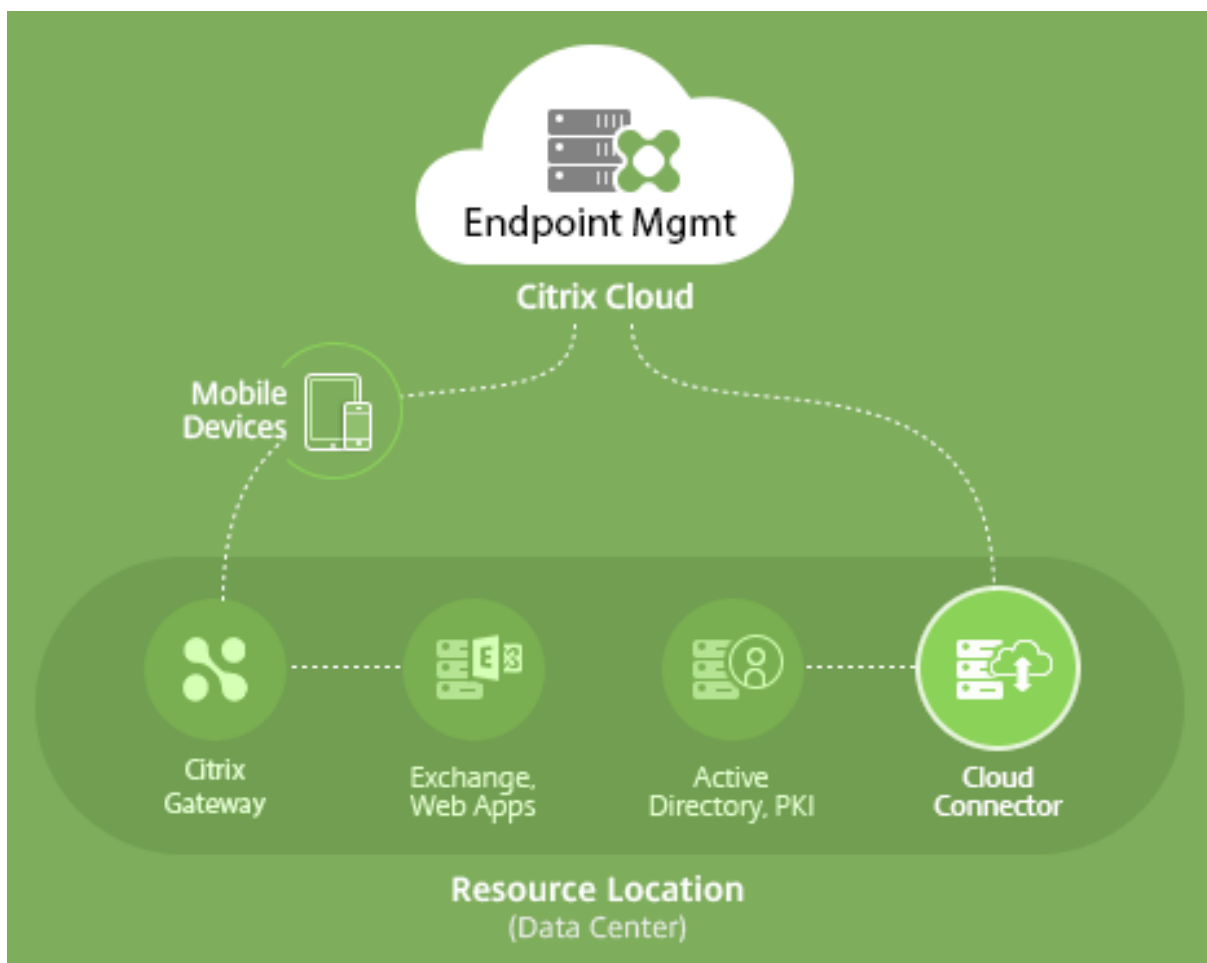 Endpoint Mgmt
Citrix Cloud
Mobile
Devices
E
Citrix
Gateway
Exchange,
Web Apps
Active
Directory, PKI
Cloud
Connector
Resource Location
(Data Center)